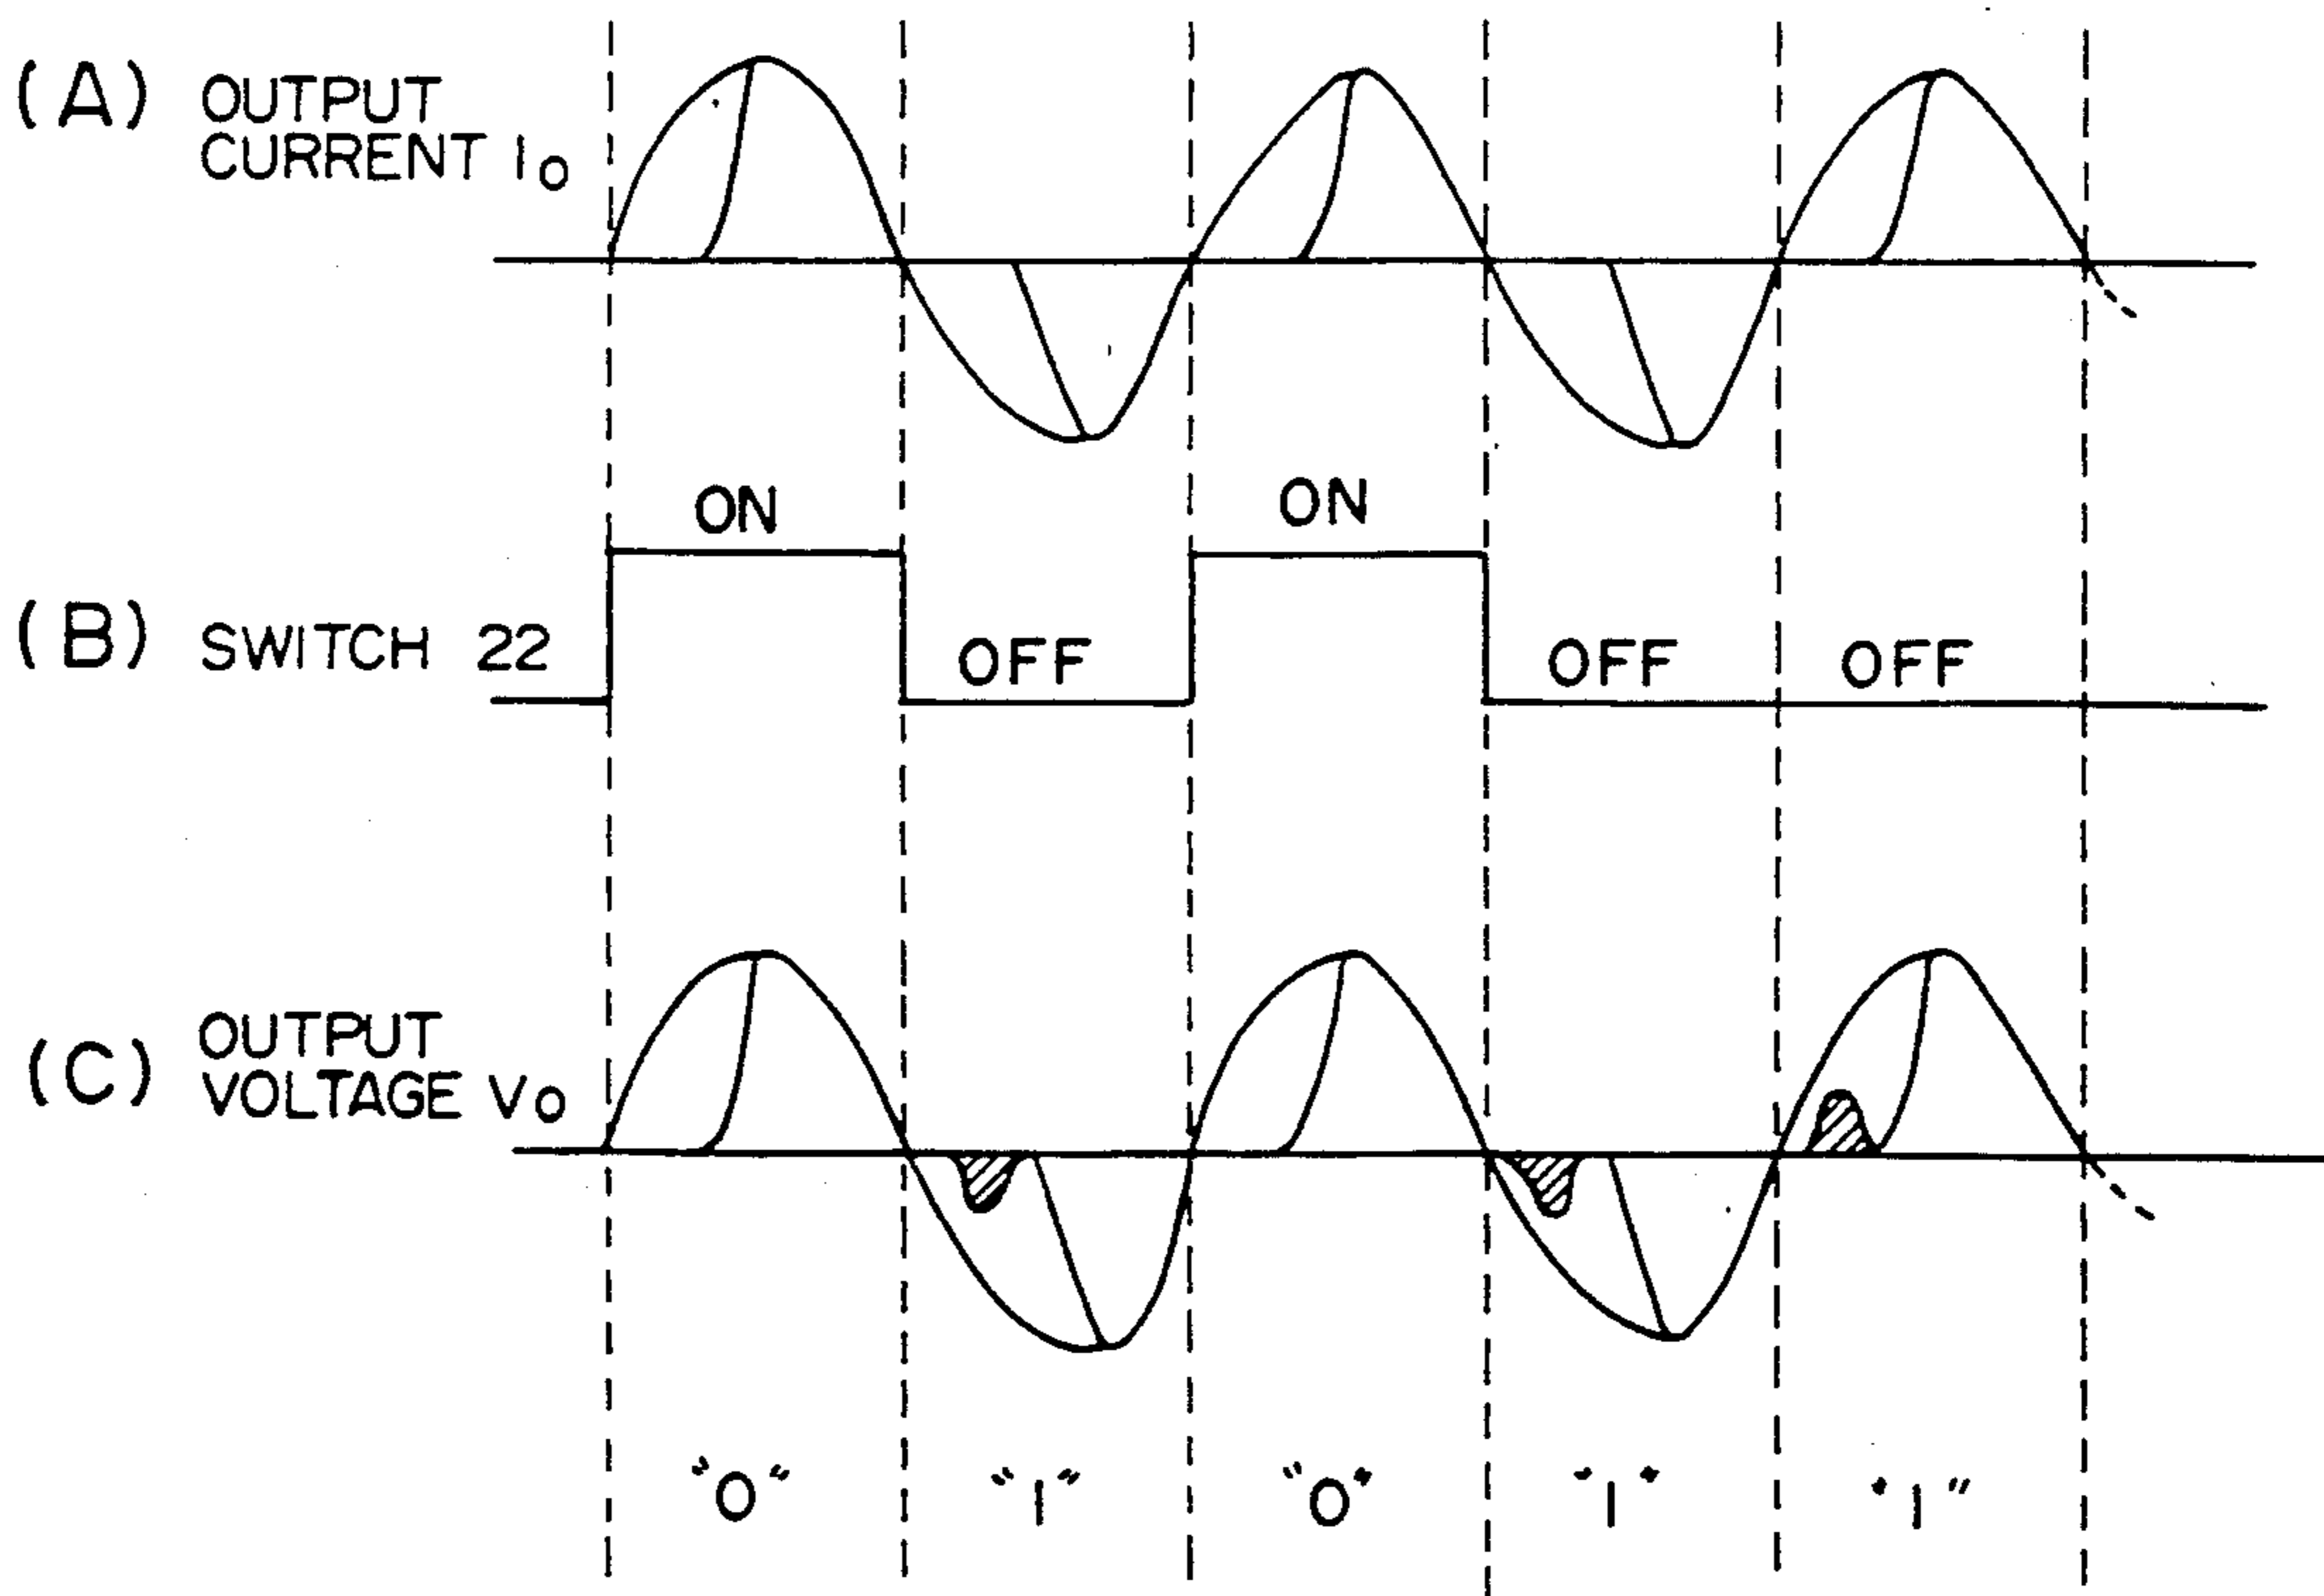 (A) OUTPUT
CURRENT IO
ON ON
(B) SWITCH 22
OFF OFF OFF
(C) OUTPUT
VOLTAGE VO
"0" "1" "0" "1" "1"